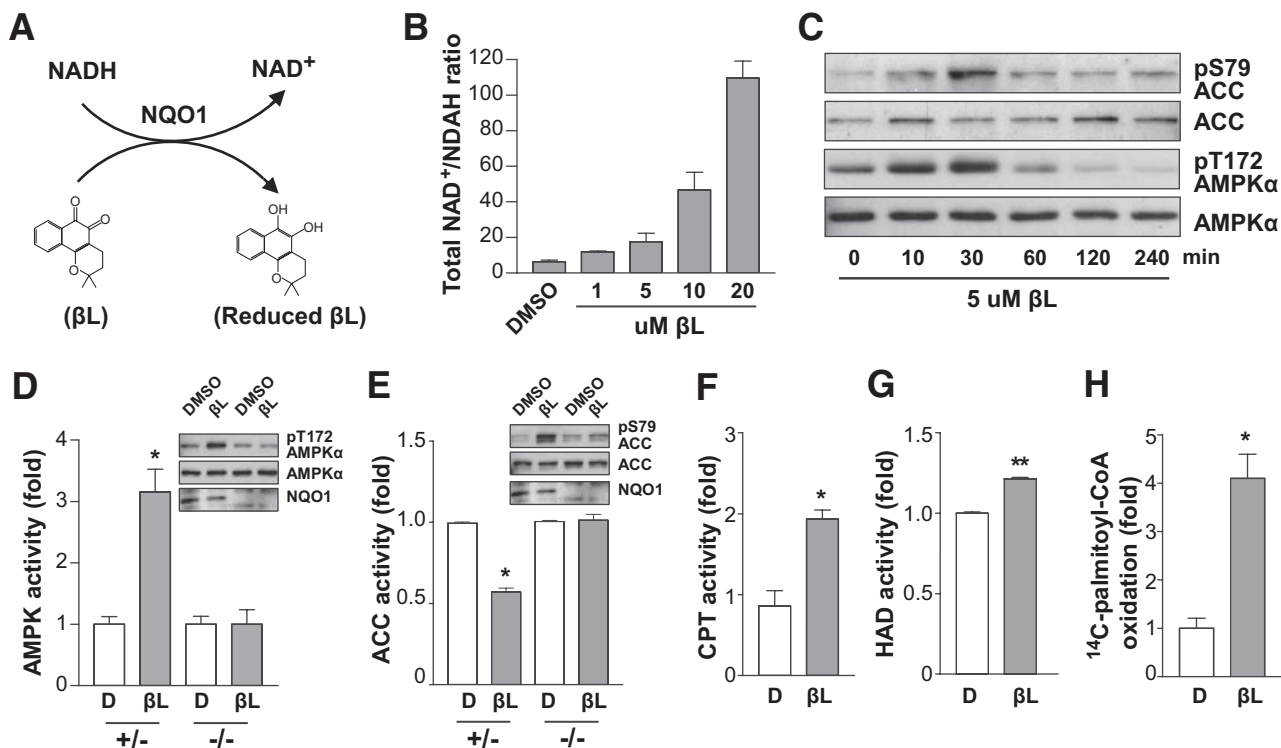 A
NADH
NAD+
NQO1
O
O
O
OH
OH
O
(βL)
(Reduced βL)
B
Total NAD+/NDAH ratio
120
100
80
60
40
20
0
DMSO
1
5
10
20
uM βL
C
pS79
ACC
ACC
pT172
AMPKα
AMPKα
0
10
30
60
120
240
min
5 uM βL
D
DMSO
βL
DMSO
βL
pT172
AMPKα
AMPKα
NQO1
AMPK activity (fold)
4
3
2
1
0
*
D
βL
D
βL
+/-
-/-
E
DMSO
βL
DMSO
βL
pS79
ACC
ACC
NQO1
ACC activity (fold)
1.5
1.0
0.5
0
*
D
βL
D
βL
+/-
-/-
F
CPT activity (fold)
3
2
1
0
*
D
βL
G
HAD activity (fold)
1.5
1.0
0.5
0
**
D
βL
H
14C-palmitoyl-CoA
oxidation (fold)
5
4
3
2
1
0
*
D
βL